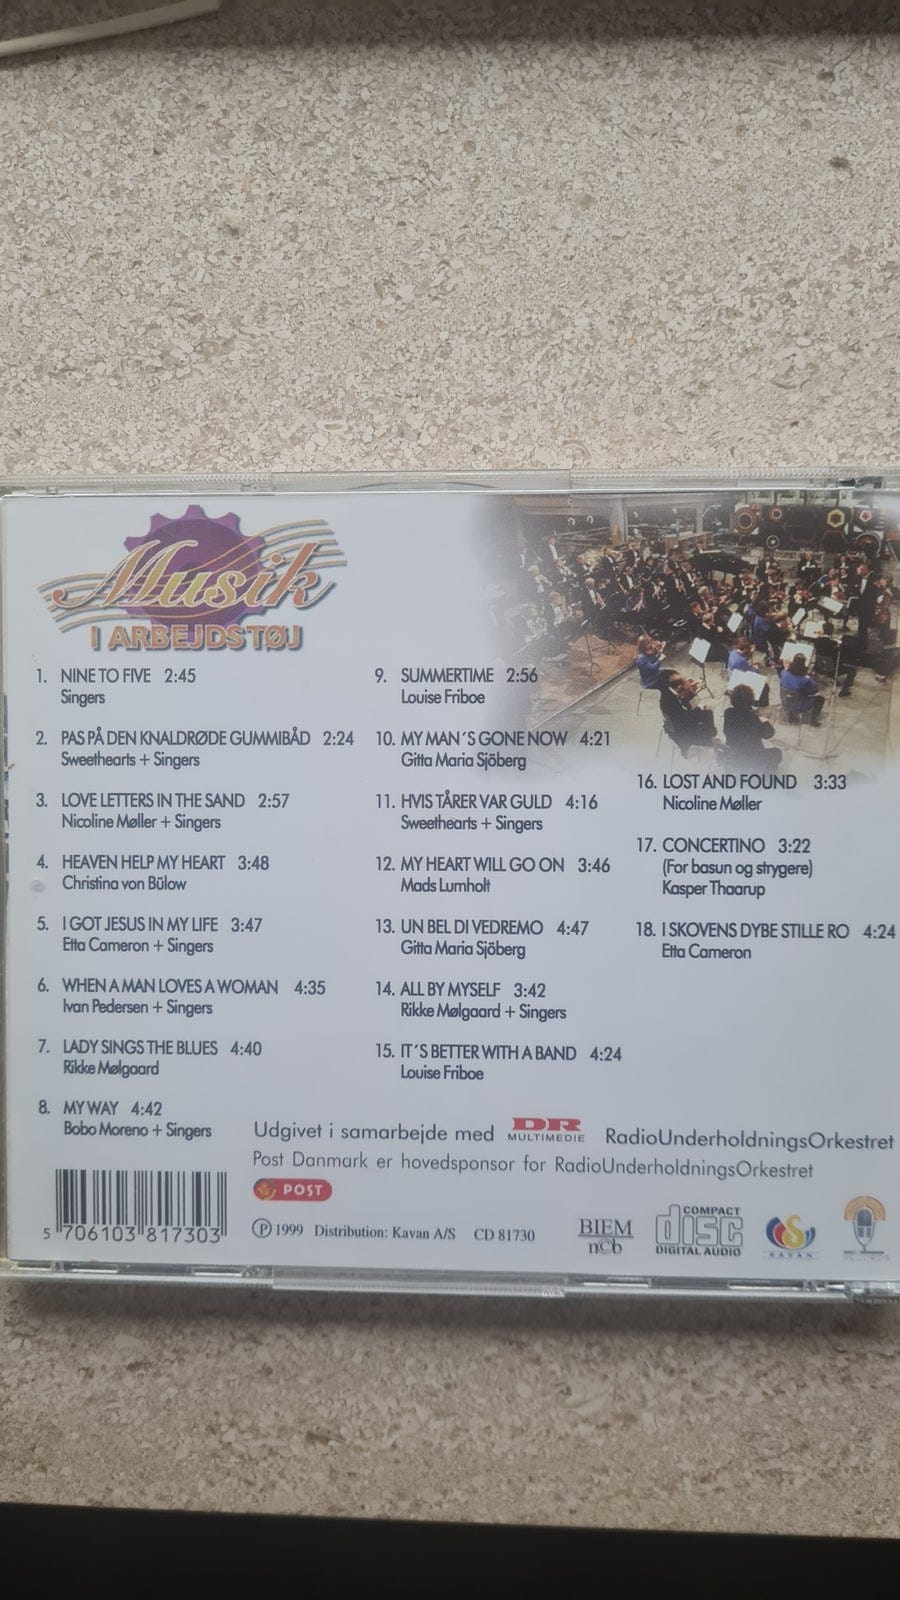 Musik
I ARBEJDSTØJ
1. NINE TO FIVE 2:45
Singers
2. PAS PÅ DEN KNALDRØDE GUMMIBÅD 2:24
Sweethearts + Singers
3. LOVE LETTERS IN THE SAND 2:57
Nicoline Møller + Singers
4. HEAVEN HELP MY HEART 3:48
Christina von Bülow
5. I GOT JESUS IN MY LIFE 3:47
Etta Cameron + Singers
6. WHEN A MAN LOVES A WOMAN 4:35
Ivan Pedersen + Singers
7. LADY SINGS THE BLUES 4:40
Rikke Mølgaard
8. MY WAY 4:42
Bobo Moreno + Singers
9. SUMMERTIME 2:56
Louise Friboe
10. MY MAN´S GONE NOW 4:21
Gitta Maria Sjöberg
11. HVIS TÅRER VAR GULD 4:16
Sweethearts + Singers
12. MY HEART WILL GO ON 3:46
Mads Lumholt
13. UN BEL DI VEDREMO 4:47
Gitta Maria Sjöberg
14. ALL BY MYSELF 3:42
Rikke Mølgaard + Singers
15. IT´S BETTER WITH A BAND 4:24
Louise Friboe
16. LOST AND FOUND 3:33
Nicoline Møller
17. CONCERTINO 3:22
(For basun og strygere)
Kasper Thaarup
18. I SKOVENS DYBE STILLE RO 4:24
Etta Cameron
Udgivet i samarbejde med DR MULTIMEDIE RadioUnderholdningsOrkestret
Post Danmark er hovedsponsor for RadioUnderholdningsOrkestret
POST
5 706103 817303
Ⓟ 1999 Distribution: Kavan A/S CD 81730
BIEM
ncb
COMPACT
disc
DIGITAL AUDIO
KAVAN
RECORDS